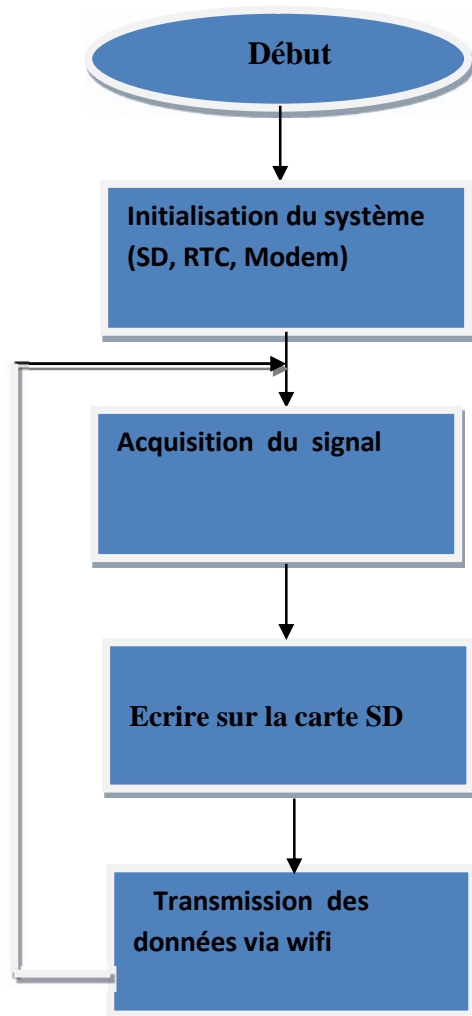 Début
Initialisation du système
(SD, RTC, Modem)
Acquisition du signal
Ecrire sur la carte SD
Transmission des
données via wifi